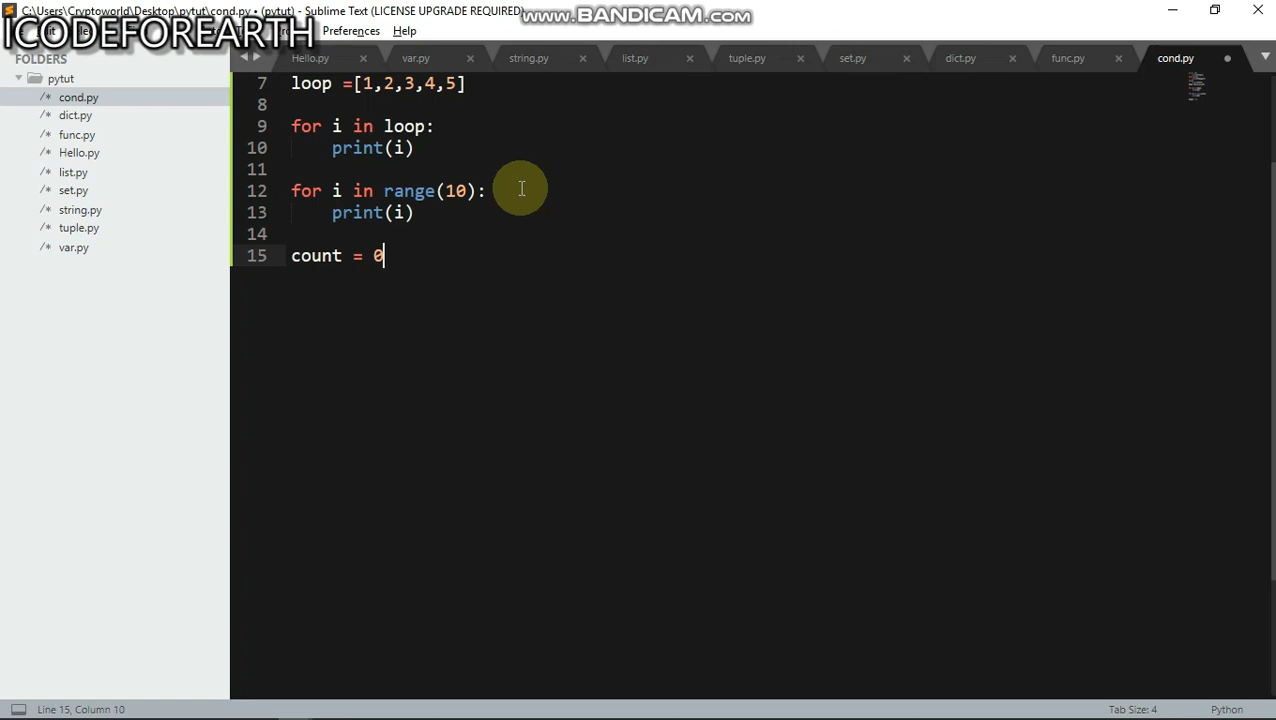 C:\Users\Cryptoworld\Desktop\pytut\cond.py • (pytut) - Sublime Text (LICENSE UPGRADE REQUIRED)
www.BANDICAM.com
ICODEFOREARTH
Preferences Help
FOLDERS
pytut
/* cond.py
/* dict.py
/* func.py
/* Hello.py
/* list.py
/* set.py
/* string.py
/* tuple.py
/* var.py
Hello.py var.py string.py list.py tuple.py set.py dict.py func.py cond.py
7 loop =[1,2,3,4,5]
8
9 for i in loop:
10 print(i)
11
12 for i in range(10):
13 print(i)
14
15 count = 0
Line 15, Column 10
Tab Size: 4 Python